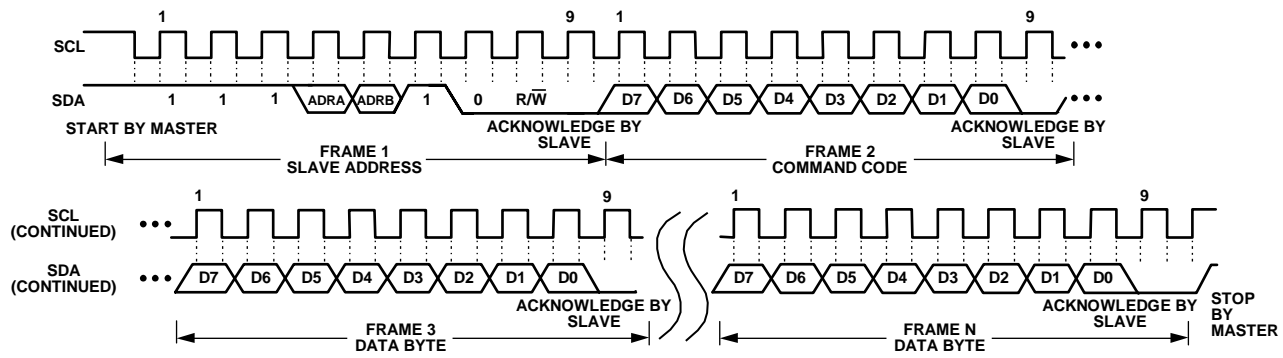 1 9 1 9
SCL
SDA 1 1 1 ADRA ADRB 1 0 R/W̅ D7 D6 D5 D4 D3 D2 D1 D0
START BY MASTER
ACKNOWLEDGE BY
SLAVE
ACKNOWLEDGE BY
SLAVE
FRAME 1
SLAVE ADDRESS
FRAME 2
COMMAND CODE
1 9 1 9
SCL
(CONTINUED)
SDA
(CONTINUED)
D7 D6 D5 D4 D3 D2 D1 D0 D7 D6 D5 D4 D3 D2 D1 D0
ACKNOWLEDGE BY
SLAVE
ACKNOWLEDGE BY
SLAVE
STOP
BY
MASTER
FRAME 3
DATA BYTE
FRAME N
DATA BYTE